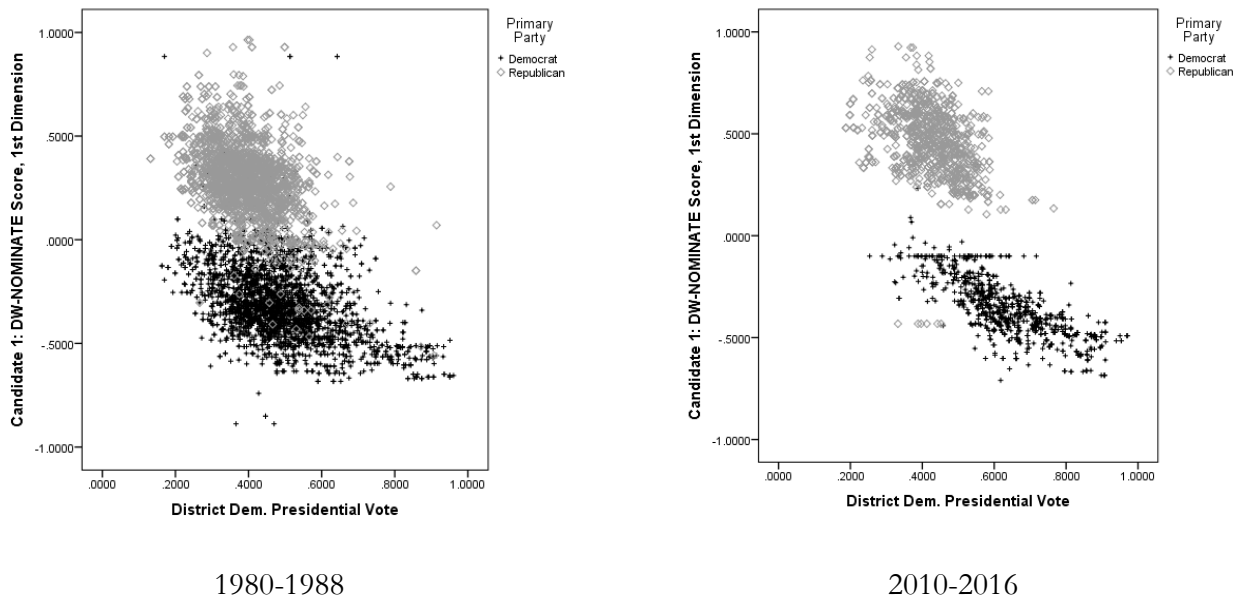 Primary
Party
Democrat
Republican
Candidate 1: DW-NOMINATE Score, 1st Dimension
1.0000
.5000
.0000
-.5000
-1.0000
.0000
.2000
.4000
.6000
.8000
1.0000
District Dem. Presidential Vote
1980-1988
Primary
Party
Democrat
Republican
Candidate 1: DW-NOMINATE Score, 1st Dimension
1.0000
.5000
.0000
-.5000
-1.0000
.0000
.2000
.4000
.6000
.8000
1.0000
District Dem. Presidential Vote
2010-2016